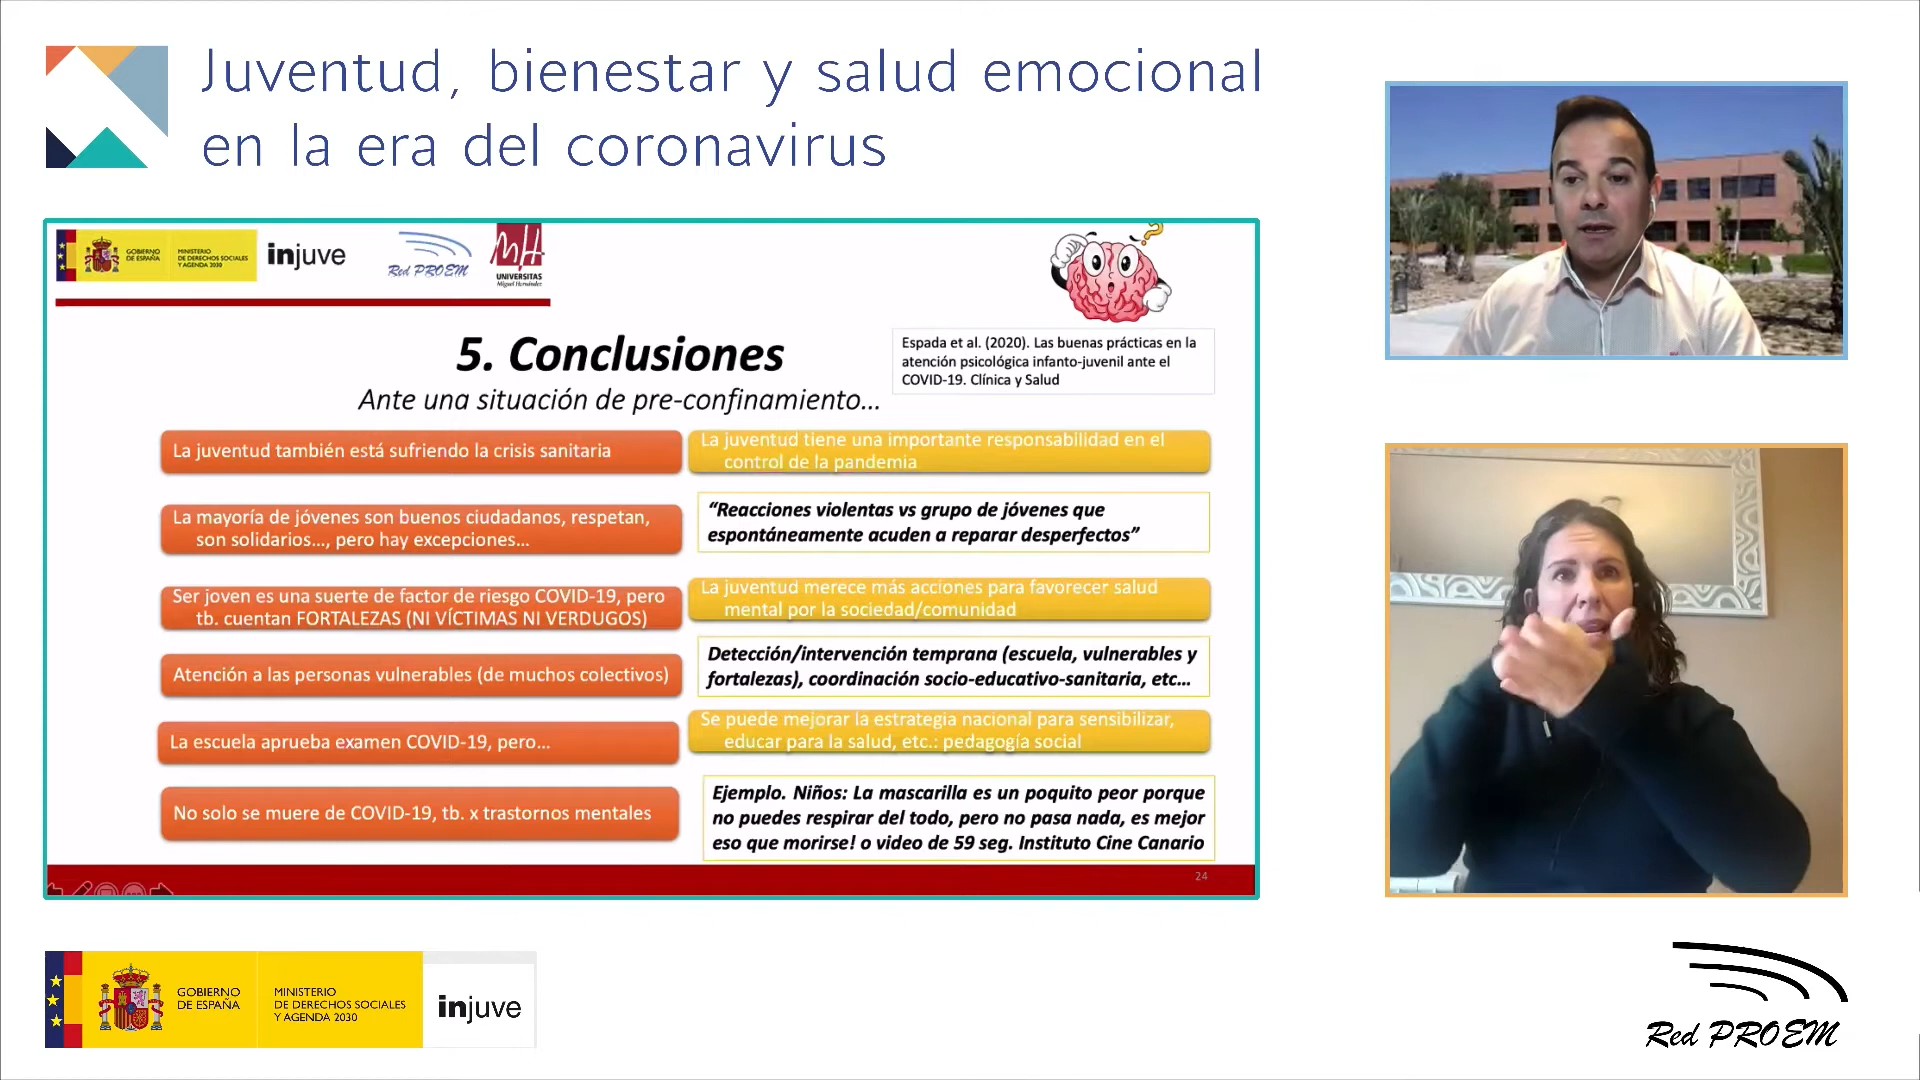 Juventud, bienestar y salud emocional
en la era del coronavirus
GOBIERNO
DE ESPAÑA
MINISTERIO
DE DERECHOS SOCIALES
Y AGENDA 2030
injuve
Red PROEM
UNIVERSITAS
Miguel Hernández
5. Conclusiones
Ante una situación de pre-confinamiento...
Espada et al. (2020). Las buenas prácticas en la
atención psicológica infanto-juvenil ante el
COVID-19. Clínica y Salud
La juventud también está sufriendo la crisis sanitaria
La mayoría de jóvenes son buenos ciudadanos, respetan,
son solidarios..., pero hay excepciones...
Ser joven es una suerte de factor de riesgo COVID-19, pero
tb. cuentan FORTALEZAS (NI VÍCTIMAS NI VERDUGOS)
Atención a las personas vulnerables (de muchos colectivos)
La escuela aprueba examen COVID-19, pero...
No solo se muere de COVID-19, tb. x trastornos mentales
La juventud tiene una importante responsabilidad en el
control de la pandemia
“Reacciones violentas vs grupo de jóvenes que
espontáneamente acuden a reparar desperfectos”
La juventud merece más acciones para favorecer salud
mental por la sociedad/comunidad
Detección/intervención temprana (escuela, vulnerables y
fortalezas), coordinación socio-educativo-sanitaria, etc...
Se puede mejorar la estrategia nacional para sensibilizar,
educar para la salud, etc.: pedagogía social
Ejemplo. Niños: La mascarilla es un poquito peor porque
no puedes respirar del todo, pero no pasa nada, es mejor
eso que morirse! o video de 59 seg. Instituto Cine Canario
24
GOBIERNO
DE ESPAÑA
MINISTERIO
DE DERECHOS SOCIALES
Y AGENDA 2030
injuve
Red PROEM